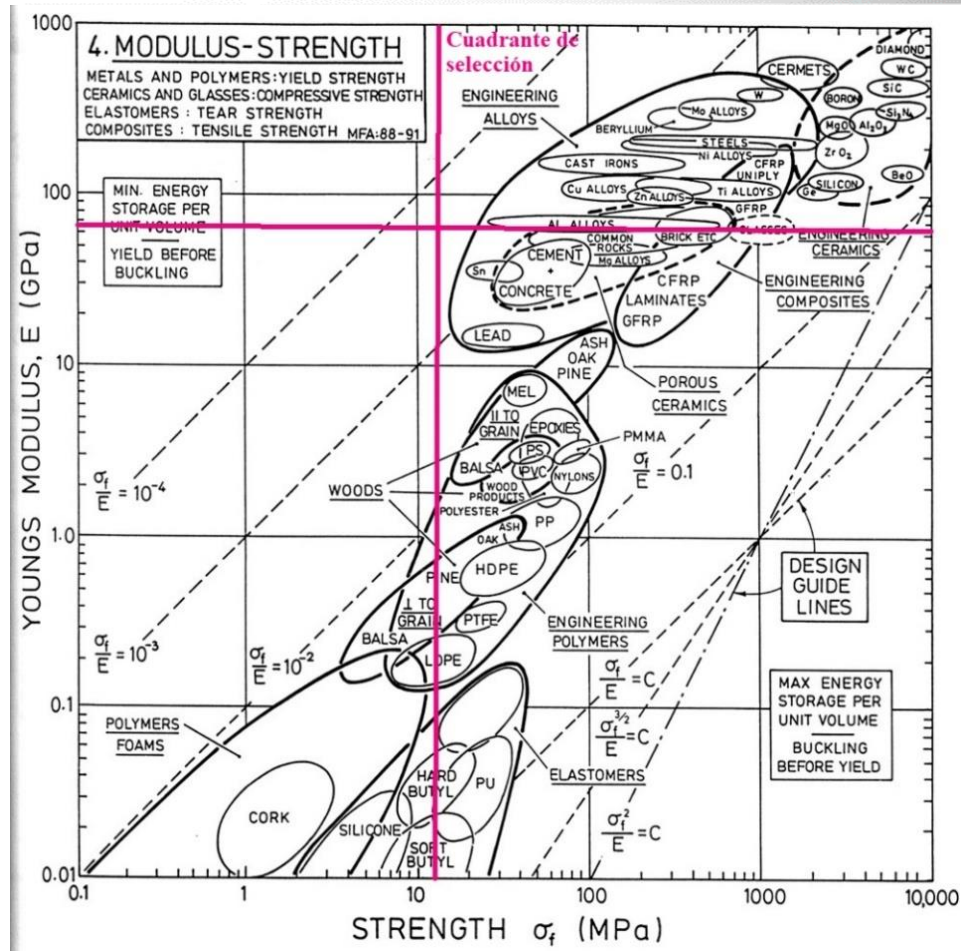 4. MODULUS-STRENGTH
METALS AND POLYMERS: YIELD STRENGTH
CERAMICS AND GLASSES: COMPRESSIVE STRENGTH
ELASTOMERS : TEAR STRENGTH
COMPOSITES : TENSILE STRENGTH MFA: 88-91
Cuadrante de
selección
1000
100
10
1.0
0.1
0.01
YOUNGS MODULUS, E (GPa)
MIN. ENERGY
STORAGE PER
UNIT VOLUME
YIELD BEFORE
BUCKLING
ENGINEERING
ALLOYS
CERMETS
DIAMOND
WC
SiC
BORON
Si₃N₄
W
Mo ALLOYS
BERYLLIUM
MgO
Al₂O₃
STEELS
Ni ALLOYS
ZrO₂
CAST IRONS
CFRP
UNIPLY
BeO
Cu ALLOYS
Ti ALLOYS
SILICON
Ge
Zn ALLOYS
GFRP
Al ALLOYS
GLASSES
ENGINEERING
CERAMICS
COMMON
ROCKS
BRICK ETC
Mg ALLOYS
CEMENT
+
CONCRETE
Sn
CFRP
LAMINATES
GFRP
ENGINEERING
COMPOSITES
LEAD
ASH
OAK
PINE
POROUS
CERAMICS
MEL
II TO
GRAIN
EPOXIES
PMMA
PS
PVC
NYLONS
BALSA
WOOD
PRODUCTS
POLYESTER
WOODS
σf/E = 10⁻⁴
σf/E = 0.1
ASH
OAK
PP
PINE
HDPE
DESIGN
GUIDE
LINES
⊥ TO
GRAIN
PTFE
ENGINEERING
POLYMERS
BALSA
LDPE
σf/E = 10⁻³
σf/E = 10⁻²
σf/E = C
σf^3/2/E = C
σf²/E = C
MAX ENERGY
STORAGE PER
UNIT VOLUME
BUCKLING
BEFORE YIELD
POLYMERS
FOAMS
ELASTOMERS
HARD
BUTYL
PU
CORK
SILICONE
SOFT
BUTYL
0.1
1
10
100
1000
10,000
STRENGTH σf (MPa)